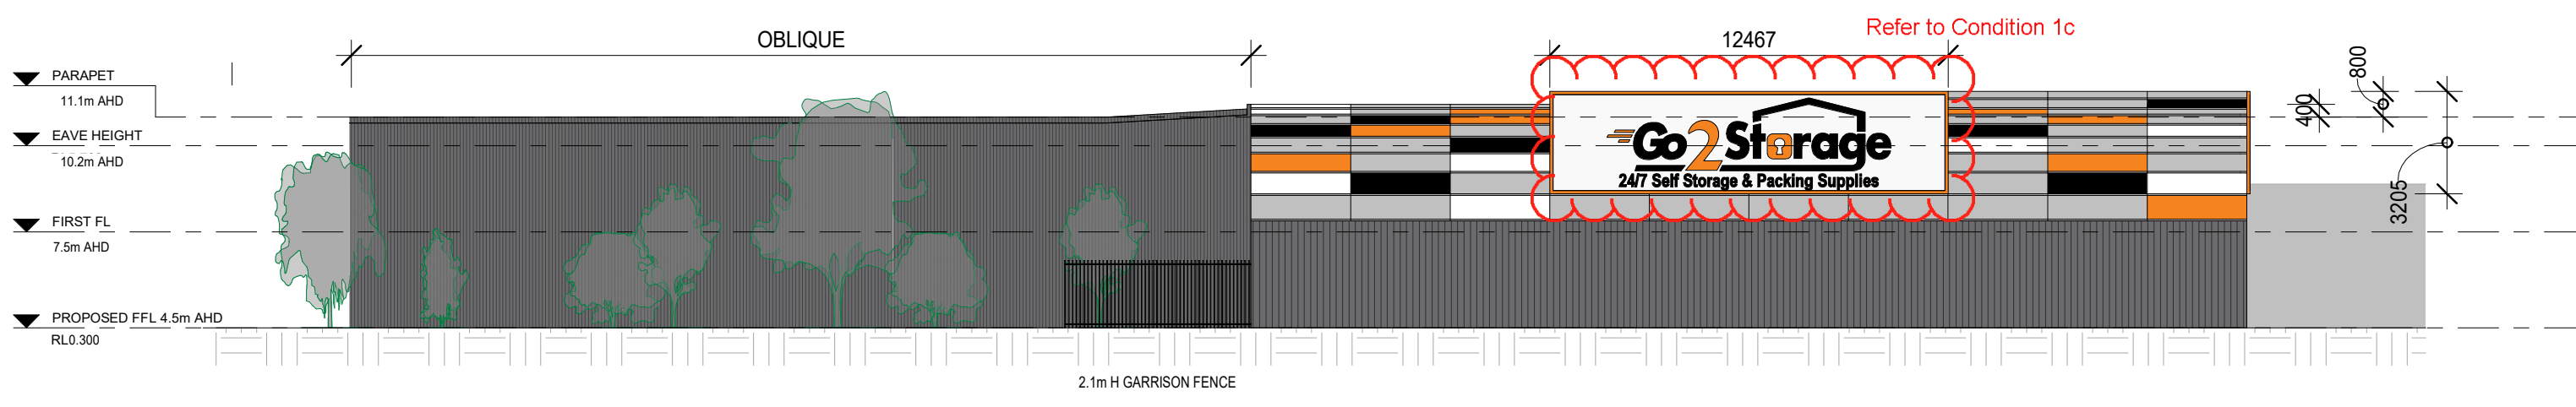 Refer to Condition 1c
OBLIQUE
12467
800
PARAPET
11.1m AHD
400
EAVE HEIGHT
10.2m AHD
Go2Storage
24/7 Self Storage & Packing Supplies
3205
FIRST FL
7.5m AHD
PROPOSED FFL 4.5m AHD
RL0.300
2.1m H GARRISON FENCE